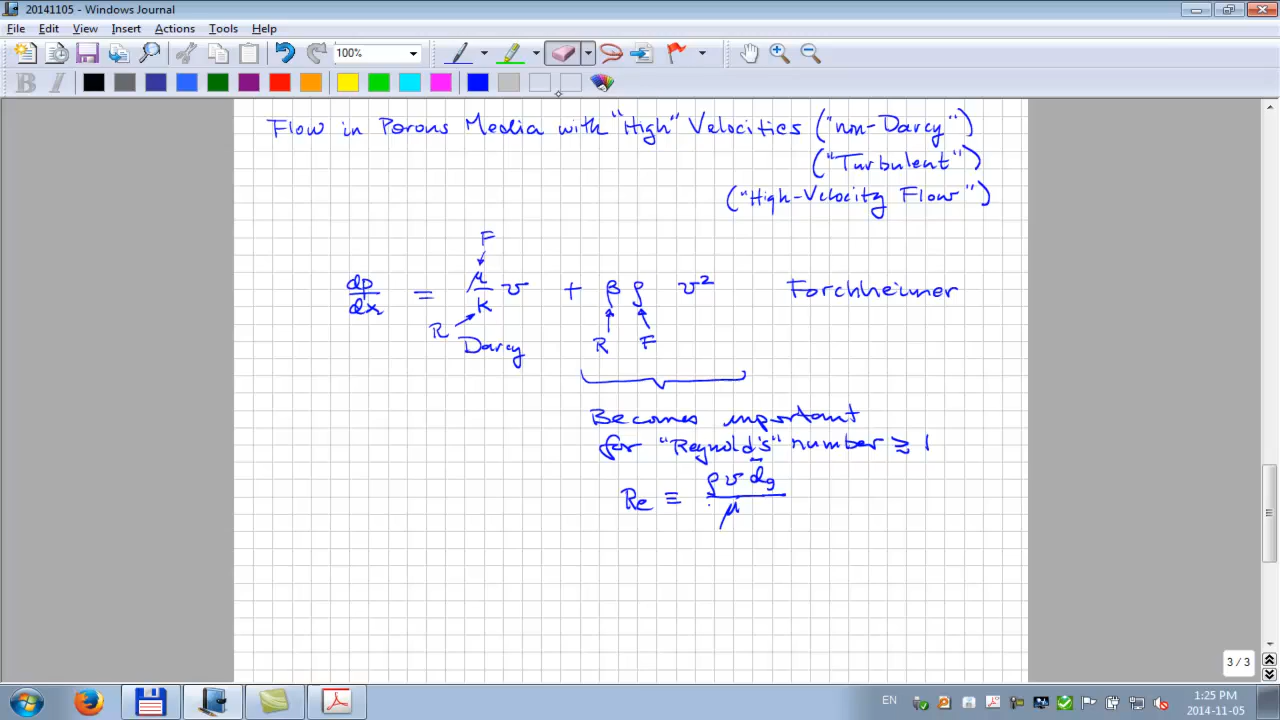 20141105 - Windows Journal
File Edit View Insert Actions Tools Help
100%
B I
Flow in Porous Media with "High" Velocities ("non-Darcy")
("Turbulent")
("High-Velocity Flow")
F
dp/dx = μ/k v + β ρ v² Forchheimer
R Darcy R F
Becomes important
for "Reynold's" number ≳ 1
Re ≡ ρ v d̄g / μ
3 / 3
EN
1:25 PM
2014-11-05